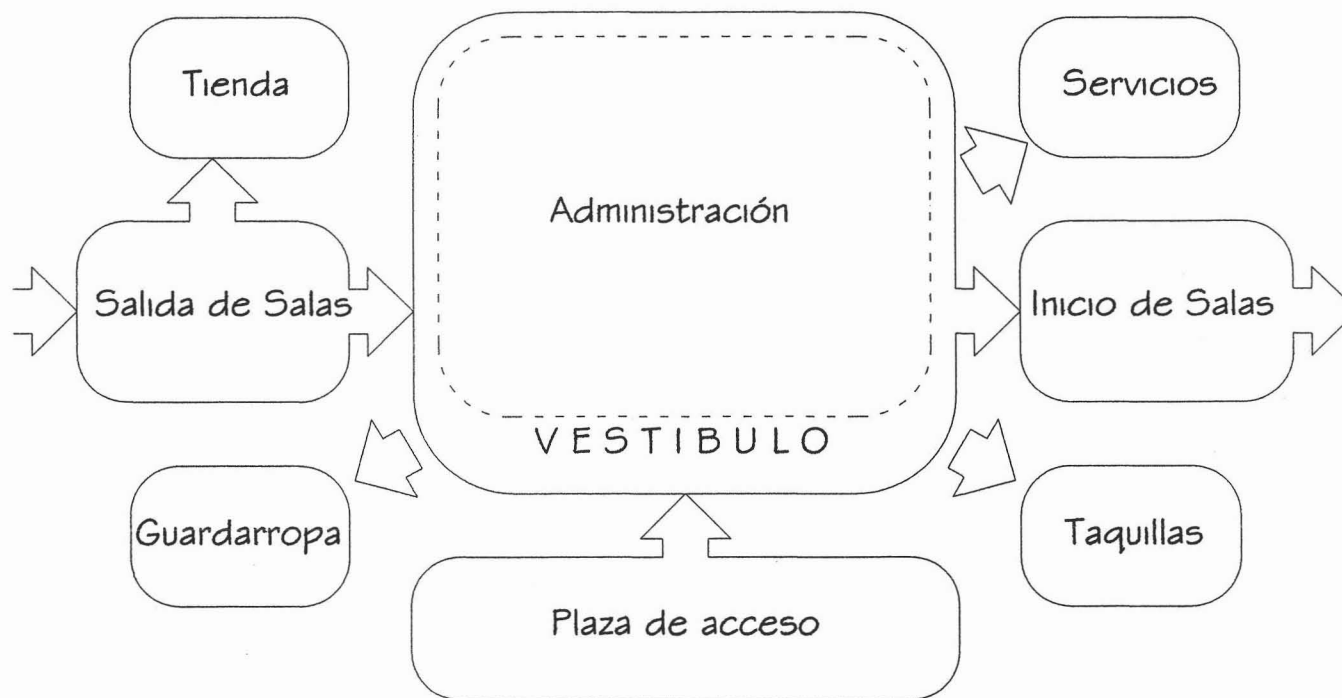 Tienda
Servicios
Administración
Salida de Salas
Inicio de Salas
VESTIBULO
Guardarropa
Taquillas
Plaza de acceso